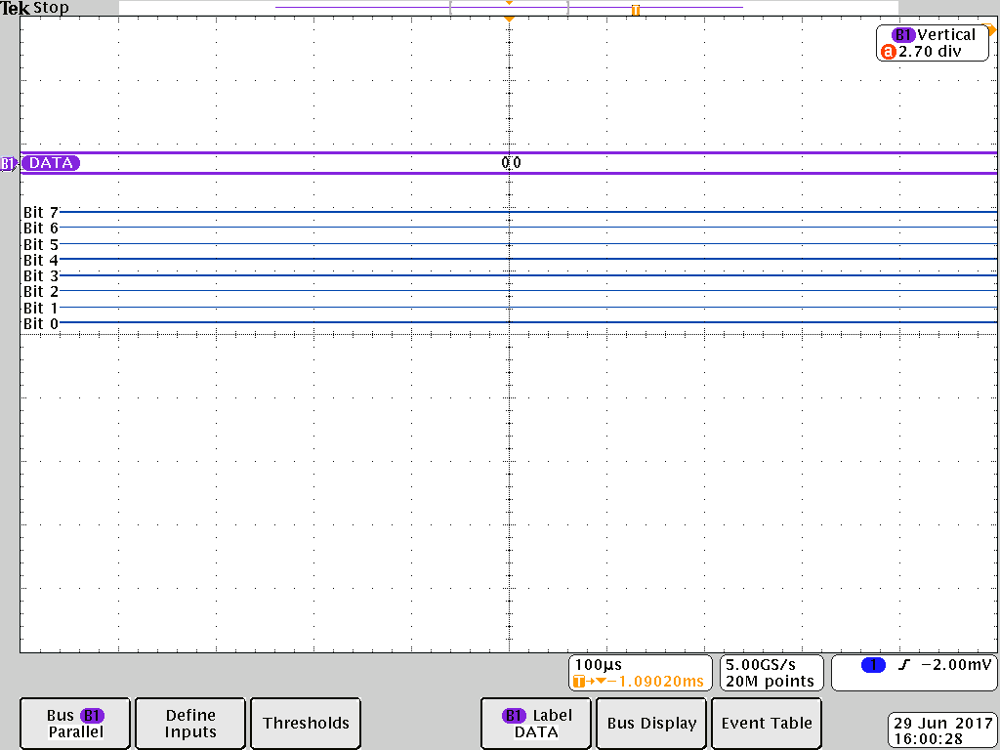 Tek Stop
B1 Vertical
a 2.70 div
B1 DATA 00
Bit 7
Bit 6
Bit 5
Bit 4
Bit 3
Bit 2
Bit 1
Bit 0
100µs
T→▼−1.09020ms
5.00GS/s
20M points
1 ∫ −2.00mV
Bus B1
Parallel
Define
Inputs
Thresholds
B1 Label
DATA
Bus Display
Event Table
29 Jun 2017
16:00:28